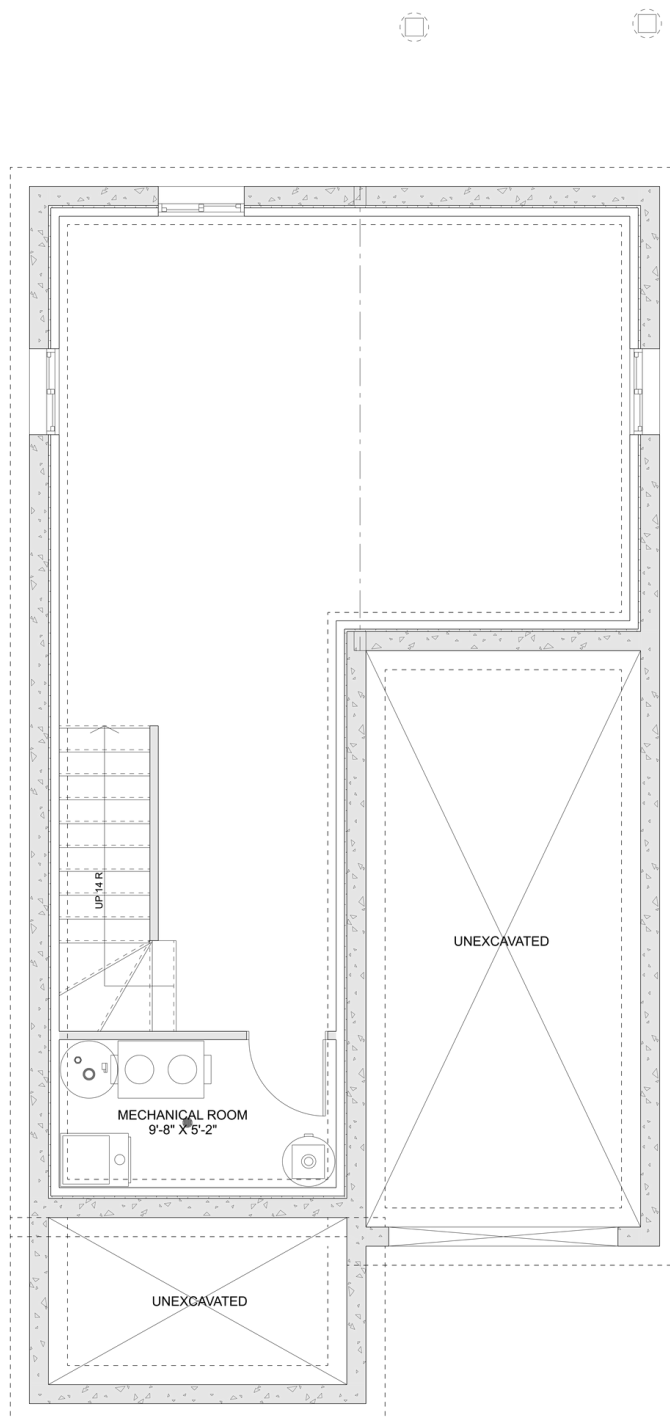 UP 14 R
UNEXCAVATED
MECHANICAL ROOM
9'-8" X 5'-2"
UNEXCAVATED